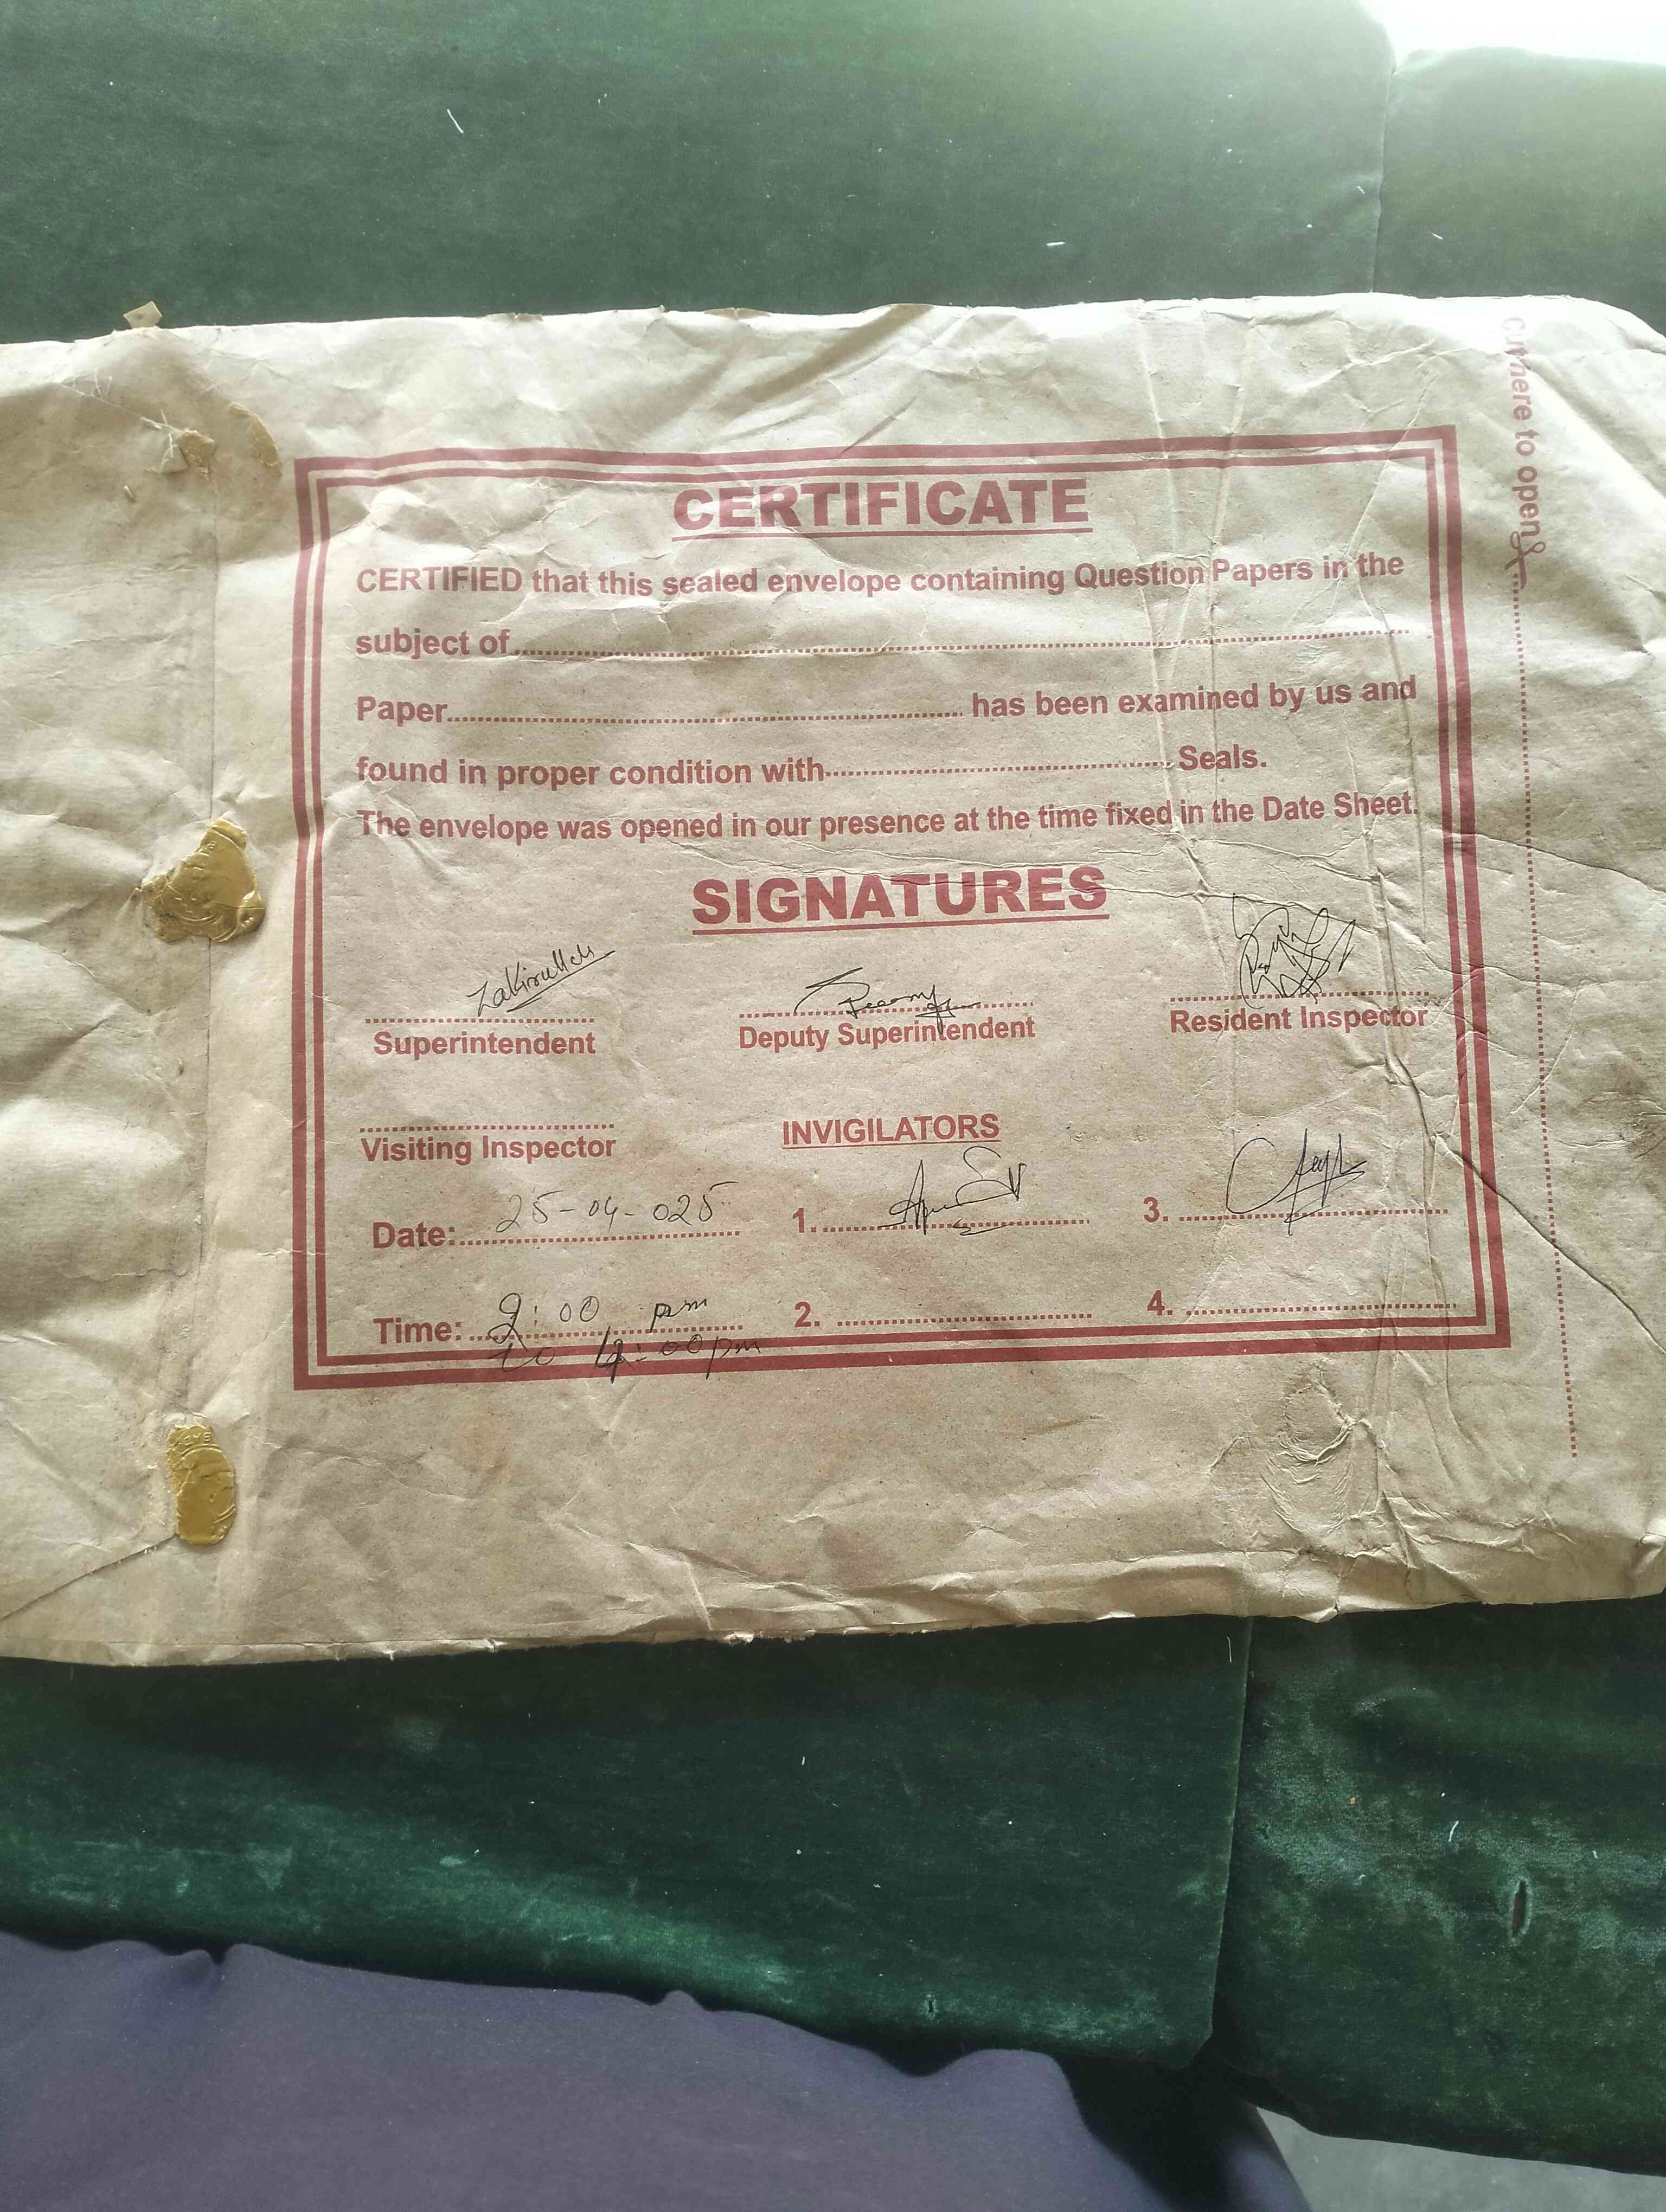 cut here to open
CERTIFICATE
CERTIFIED that this sealed envelope containing Question Papers in the
subject of
Paper has been examined by us and
found in proper condition with Seals.
The envelope was opened in our presence at the time fixed in the Date Sheet.
SIGNATURES
Zakirullah
Superintendent Deputy Superintendent Resident Inspector
Visiting Inspector INVIGILATORS
Date: 25-04-025 1. 3.
Time: 2:00 pm 2. 4.
to 4:00pm